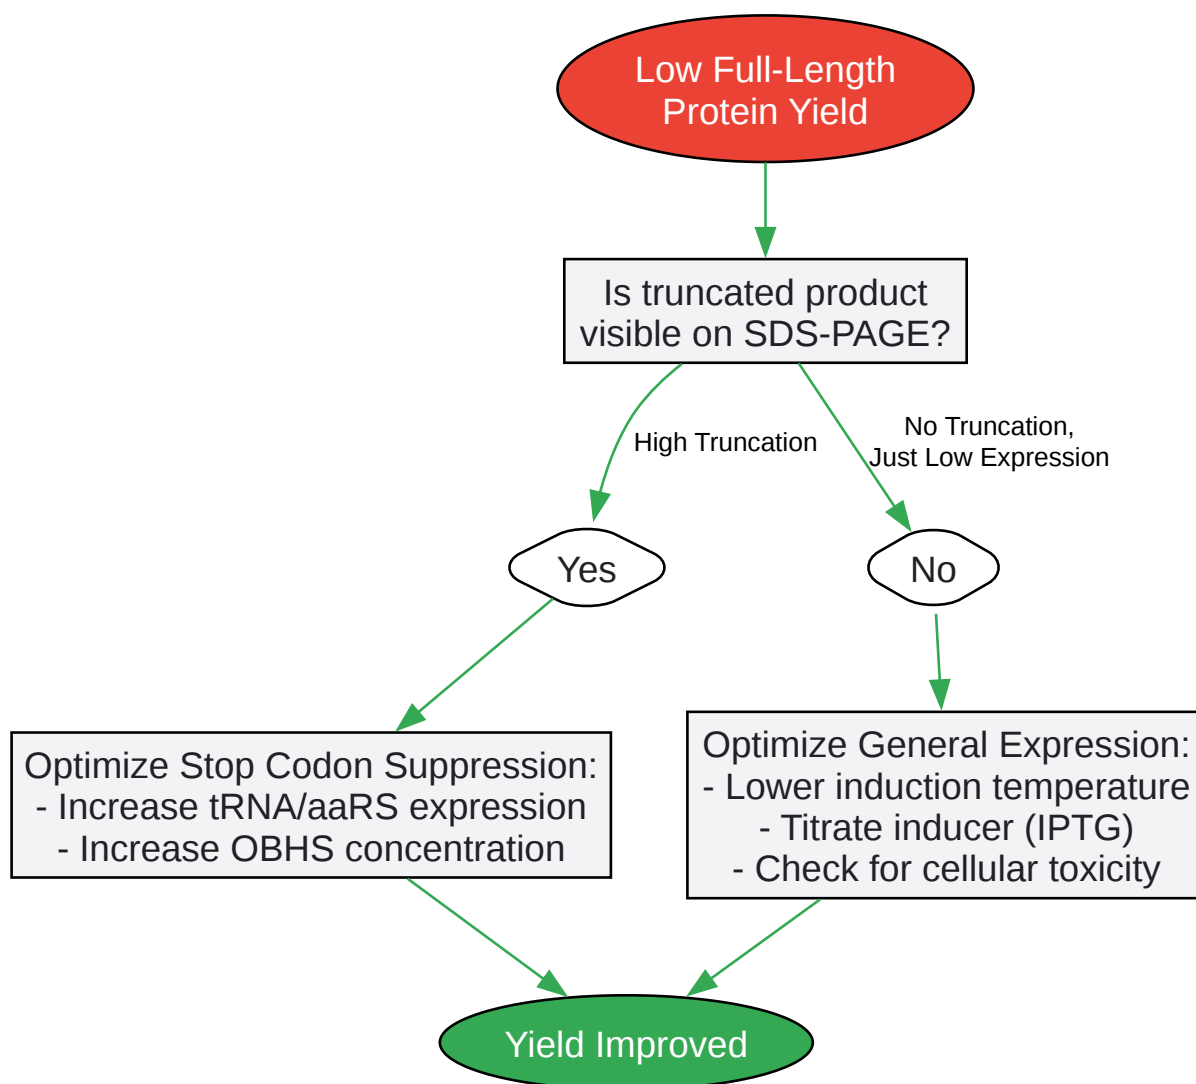 Low Full-Length
Protein Yield
Is truncated product
visible on SDS-PAGE?
High Truncation
No Truncation,
Just Low Expression
Yes
No
Optimize Stop Codon Suppression:
- Increase tRNA/aaRS expression
- Increase OBHS concentration
Optimize General Expression:
- Lower induction temperature
- Titrate inducer (IPTG)
- Check for cellular toxicity
Yield Improved